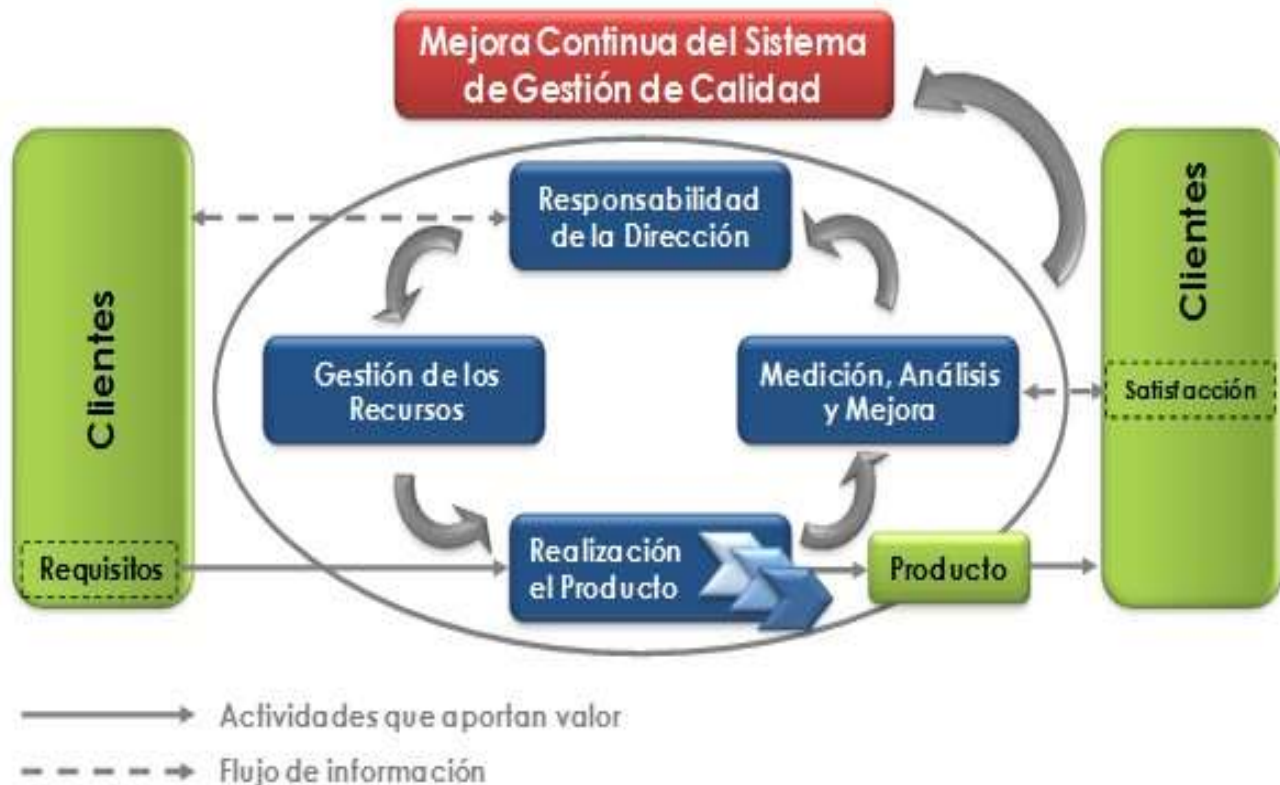 Mejora Continua del Sistema
de Gestión de Calidad
Clientes
Requisitos
Responsabilidad
de la Dirección
Gestión de los
Recursos
Medición, Análisis
y Mejora
Realización
el Producto
Producto
Clientes
Satisfacción
Actividades que aportan valor
Flujo de información